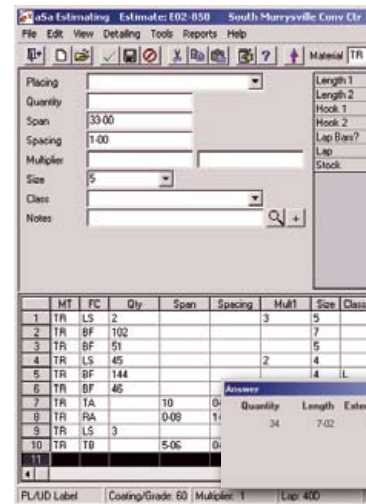 aSa Estimating Estimate: E02-850 South Murrysville Conv Ctr
File Edit View Detailing Tools Reports Help
Material TR
Placing
Quantity
Span 33-00
Spacing 1-00
Multiplier
Size 5
Class
Notes
Length 1
Length 2
Hook 1
Hook 2
Lap Bars?
Lap
Stock
MT FC Qty Span Spacing Mult1 Size Class
1 TR LS 2 3 5
2 TR BF 102 7
3 TR BF 51 5
4 TR LS 45 2 4
5 TR BF 144 4 L
6 TR BF 46
7 TR TA 10
8 TR RA 0-08
9 TR LS 3
10 TR TB 5-06
11
Answer
Quantity Length
34 7-02
PL/UD Label Coating/Grade: 60 Multiplier: 1 Lap: 40D